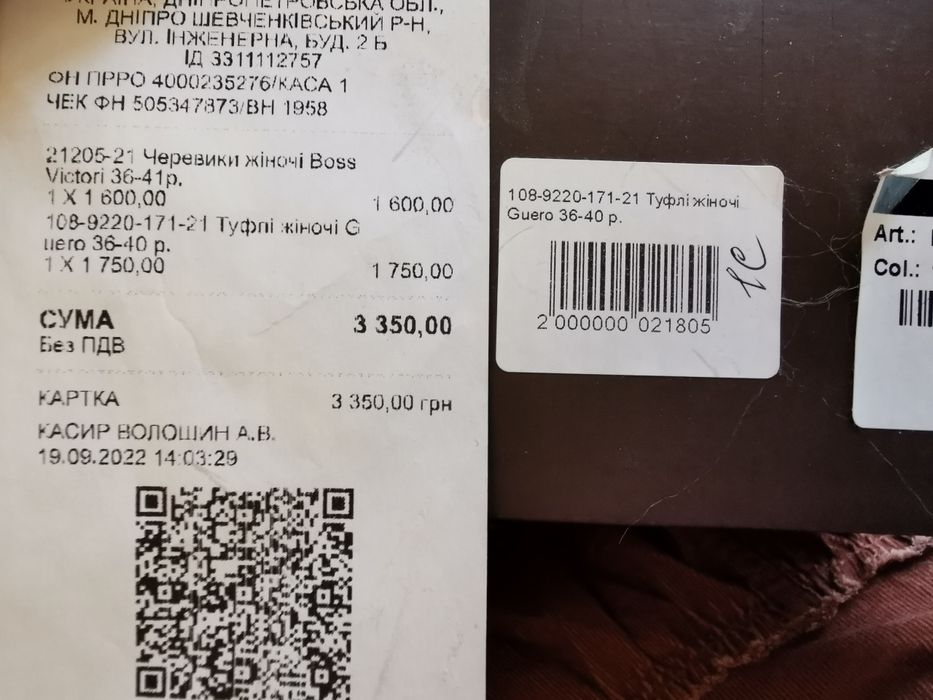 УКРАЇНА, ДНІПРОПЕТРОВСЬКА ОБЛ.,
М. ДНІПРО ШЕВЧЕНКІВСЬКИЙ Р-Н,
ВУЛ. ІНЖЕНЕРНА, БУД. 2 Б
ІД 3311112757
ФН ПРРО 4000235276/КАСА 1
ЧЕК ФН 505347873/ВН 1958
21205-21 Черевики жіночі Boss
Victori 36-41р.
1 X 1 600,00 1 600,00
108-9220-171-21 Туфлі жіночі G
uero 36-40 р.
1 X 1 750,00 1 750,00
СУМА 3 350,00
Без ПДВ
КАРТКА 3 350,00 грн
КАСИР ВОЛОШИН А.В.
19.09.2022 14:03:29
108-9220-171-21 Туфлі жіночі
Guero 36-40 р.
2 000000 021805
Art.:
Col.: